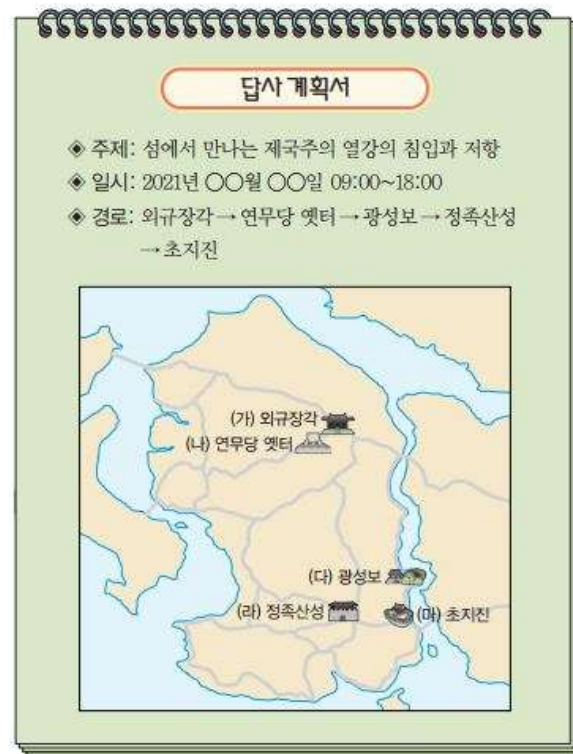 답사 계획서
◈ 주제: 섬에서 만나는 제국주의 열강의 침입과 저항
◈ 일시: 2021년 ○○월 ○○일 09:00~18:00
◈ 경로: 외규장각 → 연무당 옛터 → 광성보 → 정족산성
→ 초지진
(가) 외규장각
(나) 연무당 옛터
(다) 광성보
(라) 정족산성
(마) 초지진